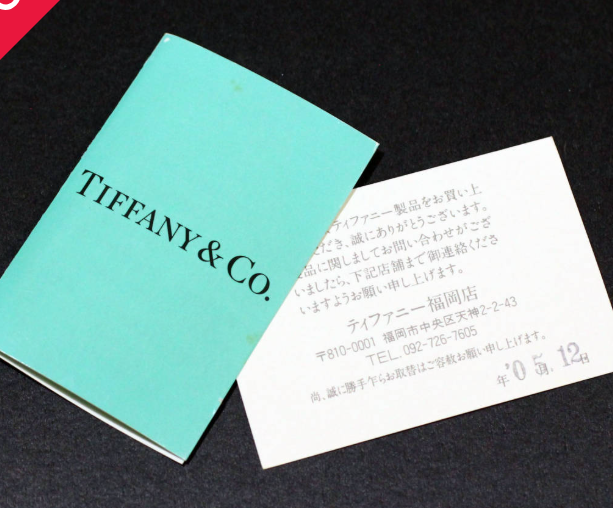 TIFFANY & CO.
ティファニー製品をお買い上
だき、誠にありがとうございます。
品に関しましてお問い合わせがござ
いましたら、下記店舗まで御連絡くださ
いますようお願い申し上げます。
ティファニー福岡店
〒810-0001 福岡市中央区天神2-2-43
TEL. 092-726-7605
尚、誠に勝手乍らお取替はご容赦お願い申し上げます。
年 '0 5月. 12日